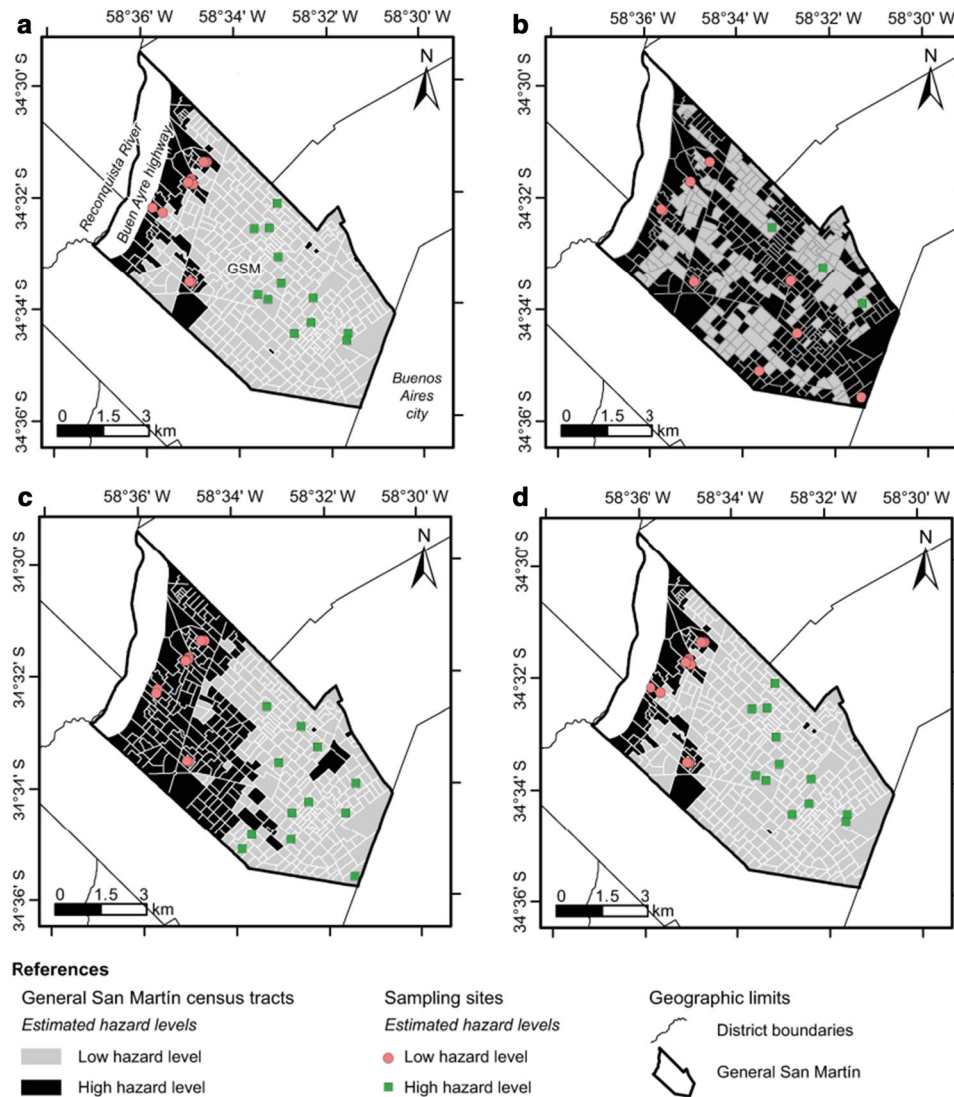 a
58°36' W 58°34' W 58°32' W 58°30' W
34°30' S
34°32' S
34°34' S
34°36' S
N
Reconquista River
Buen Ayre highway
GSM
Buenos
Aires
city
0 1.5 3
km
b
58°36' W 58°34' W 58°32' W 58°30' W
34°30' S
34°32' S
34°34' S
34°36' S
N
0 1.5 3
km
c
58°36' W 58°34' W 58°32' W 58°30' W
34°30' S
34°32' S
34°34' S
34°36' S
N
0 1.5 3
km
d
58°36' W 58°34' W 58°32' W 58°30' W
34°30' S
34°32' S
34°34' S
34°36' S
N
0 1.5 3
km
References
General San Martín census tracts
Estimated hazard levels
Low hazard level
High hazard level
Sampling sites
Estimated hazard levels
Low hazard level
High hazard level
Geographic limits
District boundaries
General San Martín